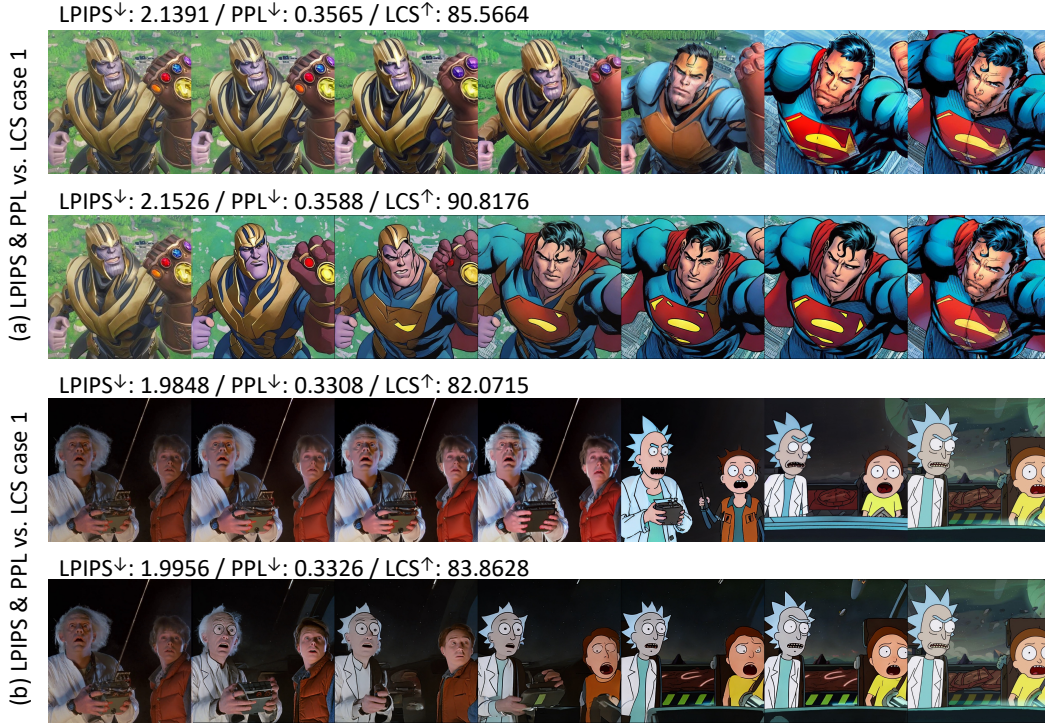 LPIPS↓: 2.1391 / PPL↓: 0.3565 / LCS↑: 85.5664
(a) LPIPS & PPL vs. LCS case 1
LPIPS↓: 2.1526 / PPL↓: 0.3588 / LCS↑: 90.8176
LPIPS↓: 1.9848 / PPL↓: 0.3308 / LCS↑: 82.0715
(b) LPIPS & PPL vs. LCS case 1
LPIPS↓: 1.9956 / PPL↓: 0.3326 / LCS↑: 83.8628